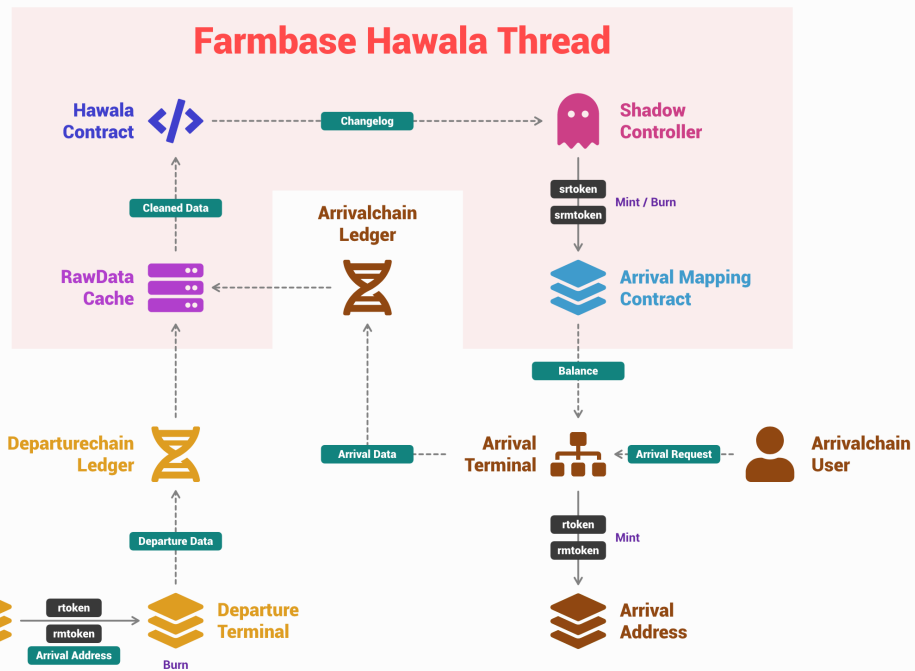 Farmbase Hawala Thread
Hawala
Contract
Changelog
Shadow
Controller
srtoken
srmtoken
Mint / Burn
Cleaned Data
Arrivalchain
Ledger
RawData
Cache
Arrival Mapping
Contract
Balance
Departurechain
Ledger
Arrival Data
Arrival
Terminal
Arrival Request
Arrivalchain
User
Departure Data
rtoken
rmtoken
Mint
rtoken
rmtoken
Arrival Address
Departure
Terminal
Burn
Arrival
Address